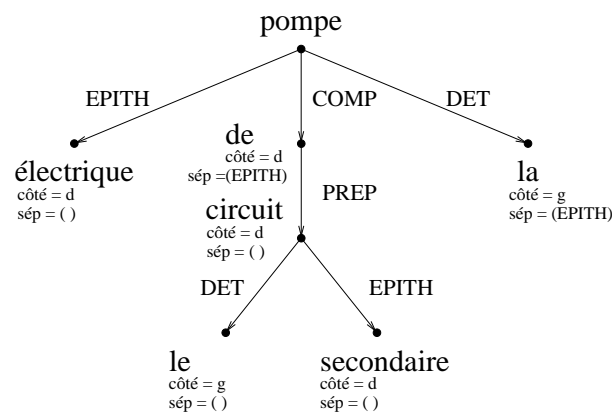 pompe
EPITH COMP DET
de
électrique côté = d la
côté = d sép =(EPITH) PREP côté = g
sép = ( ) circuit sép = (EPITH)
côté = d
sép = ( )
DET EPITH
le secondaire
côté = g côté = d
sép = ( ) sép = ( )